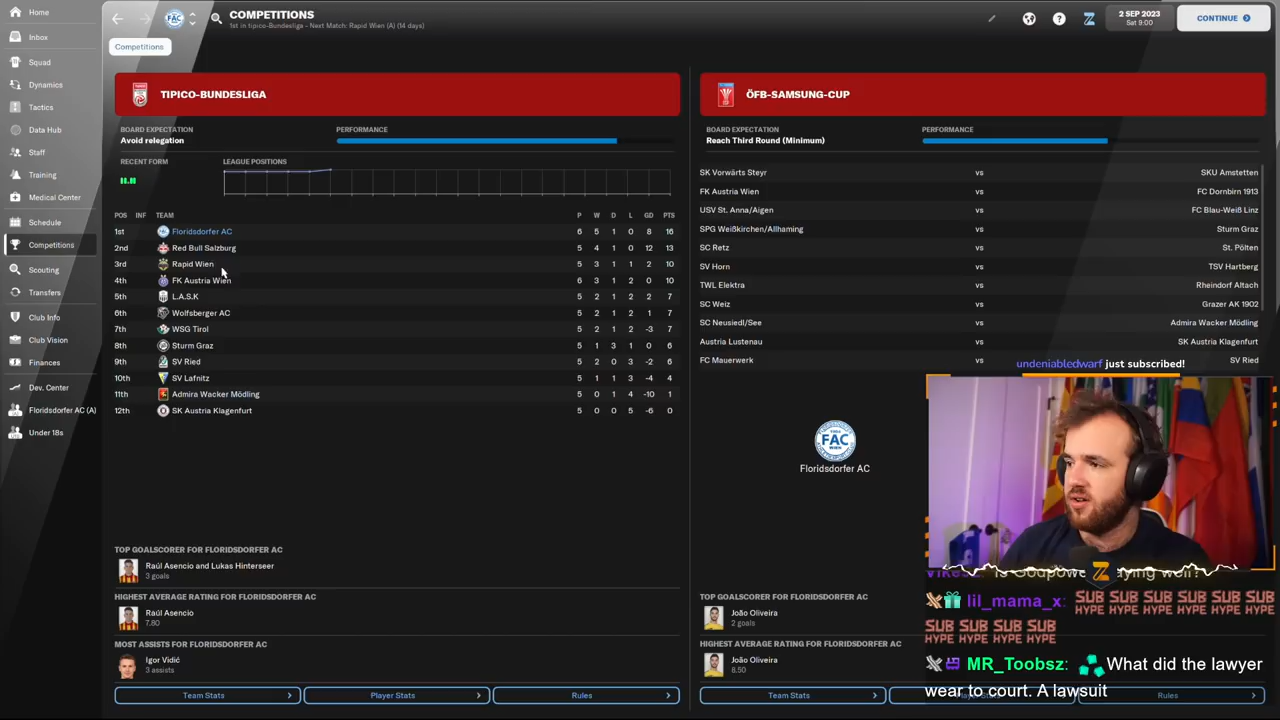 Home
Inbox
Squad
Dynamics
Tactics
Data Hub
Staff
Training
Medical Center
Schedule
Competitions
Scouting
Transfers
Club Info
Club Vision
Finances
Dev. Center
Floridsdorfer AC (A)
Under 18s
FAC
COMPETITIONS
1st in tipico-Bundesliga - Next Match: Rapid Wien (A) (14 days)
2 SEP 2023
Sat 9:00
CONTINUE
Competitions
TIPICO-BUNDESLIGA
BOARD EXPECTATION
Avoid relegation
PERFORMANCE
RECENT FORM
LEAGUE POSITIONS
POS INF TEAM P W D L GD PTS
1st Floridsdorfer AC 6 5 1 0 8 16
2nd Red Bull Salzburg 5 4 1 0 12 13
3rd Rapid Wien 5 3 1 1 2 10
4th FK Austria Wien 6 3 1 2 0 10
5th L.A.S.K 5 2 1 2 2 7
6th Wolfsberger AC 5 2 1 2 1 7
7th WSG Tirol 5 2 1 2 -3 7
8th Sturm Graz 5 1 3 1 0 6
9th SV Ried 5 2 0 3 -2 6
10th SV Lafnitz 5 1 1 3 -4 4
11th Admira Wacker Mödling 5 0 1 4 -10 1
12th SK Austria Klagenfurt 5 0 0 5 -6 0
TOP GOALSCORER FOR FLORIDSDORFER AC
Raúl Asencio and Lukas Hinterseer
3 goals
HIGHEST AVERAGE RATING FOR FLORIDSDORFER AC
Raúl Asencio
7.80
MOST ASSISTS FOR FLORIDSDORFER AC
Igor Vidić
3 assists
Team Stats
Player Stats
Rules
ÖFB-SAMSUNG-CUP
BOARD EXPECTATION
Reach Third Round (Minimum)
PERFORMANCE
SK Vorwärts Steyr vs SKU Amstetten
FK Austria Wien vs FC Dornbirn 1913
USV St. Anna/Aigen vs FC Blau-Weiß Linz
SPG Weißkirchen/Allhaming vs Sturm Graz
SC Retz vs St. Pölten
SV Horn vs TSV Hartberg
TWL Elektra vs Rheindorf Altach
SC Weiz vs Grazer AK 1902
SC Neusiedl/See vs Admira Wacker Mödling
Austria Lustenau vs SK Austria Klagenfurt
FC Mauerwerk vs SV Ried
FAC
WIEN
Floridsdorfer AC
TOP GOALSCORER FOR FLORIDSDORFER AC
João Oliveira
2 goals
HIGHEST AVERAGE RATING FOR FLORIDSDORFER AC
João Oliveira
8.50
Team Stats
Rules
undeniabledwarf just subscribed!
lil_mama_x: SUB HYPE SUB HYPE SUB HYPE SUB HYPE SUB HYPE SUB HYPE
SUB HYPE SUB HYPE SUB HYPE SUB HYPE
MR_Toobsz: What did the lawyer
wear to court. A lawsuit